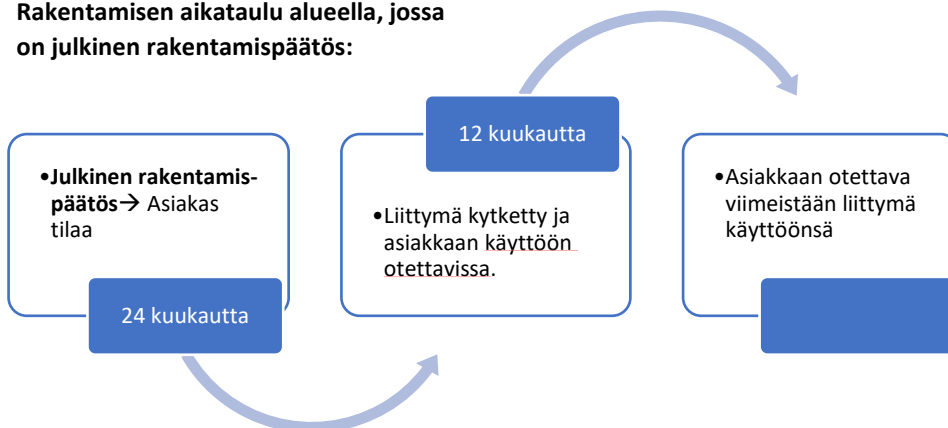 Rakentamisen aikataulu alueella, jossa
on julkinen rakentamispäätös:
•Julkinen rakentamis-
päätös→ Asiakas
tilaa
24 kuukautta
12 kuukautta
•Liittymä kytketty ja
asiakkaan käyttöön
otettavissa.
•Asiakkaan otettava
viimeistään liittymä
käyttöönsä